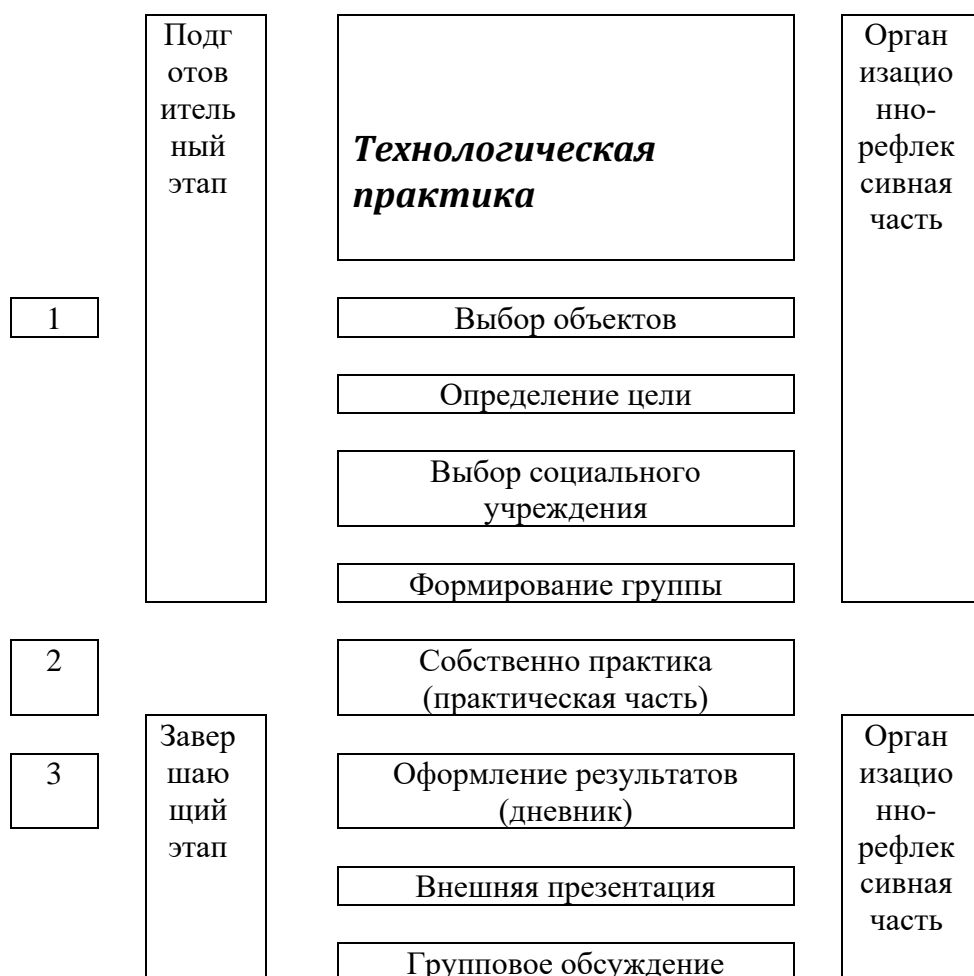 Подг
отов
итель
ный
этап
Технологическая
практика
Орган
изацио
нно-
рефлек
сивная
часть
1
Выбор объектов
Определение цели
Выбор социального
учреждения
Формирование группы
2
Собственно практика
(практическая часть)
Завер
шаю
щий
этап
Орган
изацио
нно-
рефлек
сивная
часть
3
Оформление результатов
(дневник)
Внешняя презентация
Групповое обсуждение